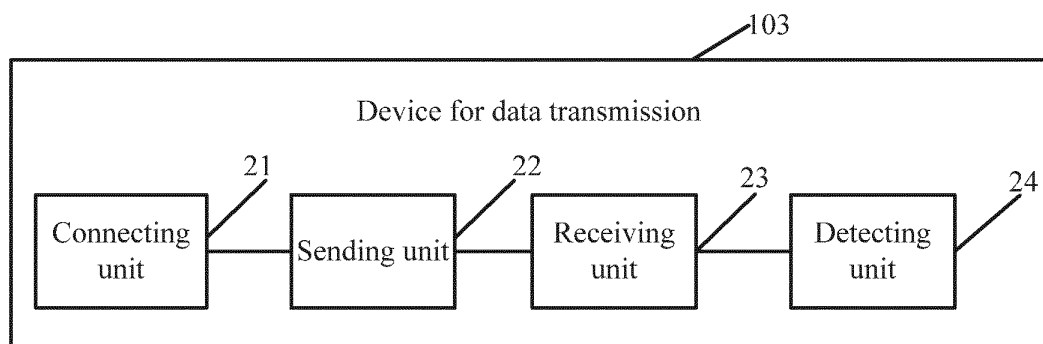 103
Device for data transmission
21
22
23
24
Connecting
unit
Sending unit
Receiving
unit
Detecting
unit